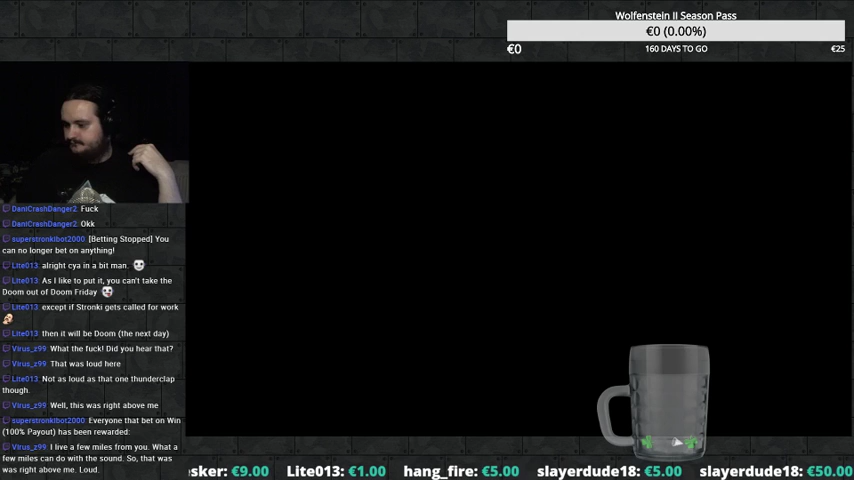 Wolfenstein II Season Pass
€0 (0.00%)
€0 160 DAYS TO GO €25
DaniCrashDanger2: Fuck
DaniCrashDanger2: Okk
superstronkibot2000: [Betting Stopped] You
can no longer bet on anything!
Lite013: alright cya in a bit man.
Lite013: As I like to put it, you can't take the
Doom out of Doom Friday
Lite013: except if Stronki gets called for work
Lite013: then it will be Doom (the next day)
Virus_z99: What the fuck! Did you hear that?
Virus_z99: That was loud here
Lite013: Not as loud as that one thunderclap
though.
Virus_z99: Well, this was right above me
superstronkibot2000: Everyone that bet on Win
(100% Payout) has been rewarded:
Virus_z99: I live a few miles from you. What a
few miles can do with the sound. So, that
was right above me. Loud.
sker: €9.00 Lite013: €1.00 hang_fire: €5.00 slayerdude18: €5.00 slayerdude18: €50.00